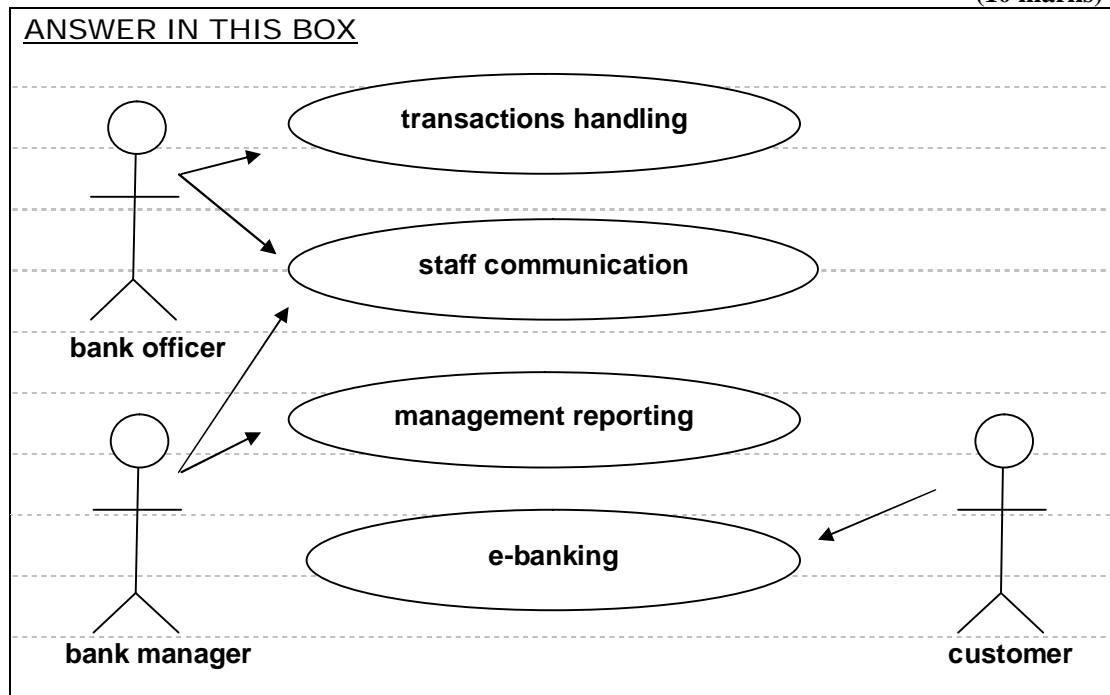 (10 marks)
ANSWER IN THIS BOX
transactions handling
staff communication
bank officer
management reporting
e-banking
bank manager
customer